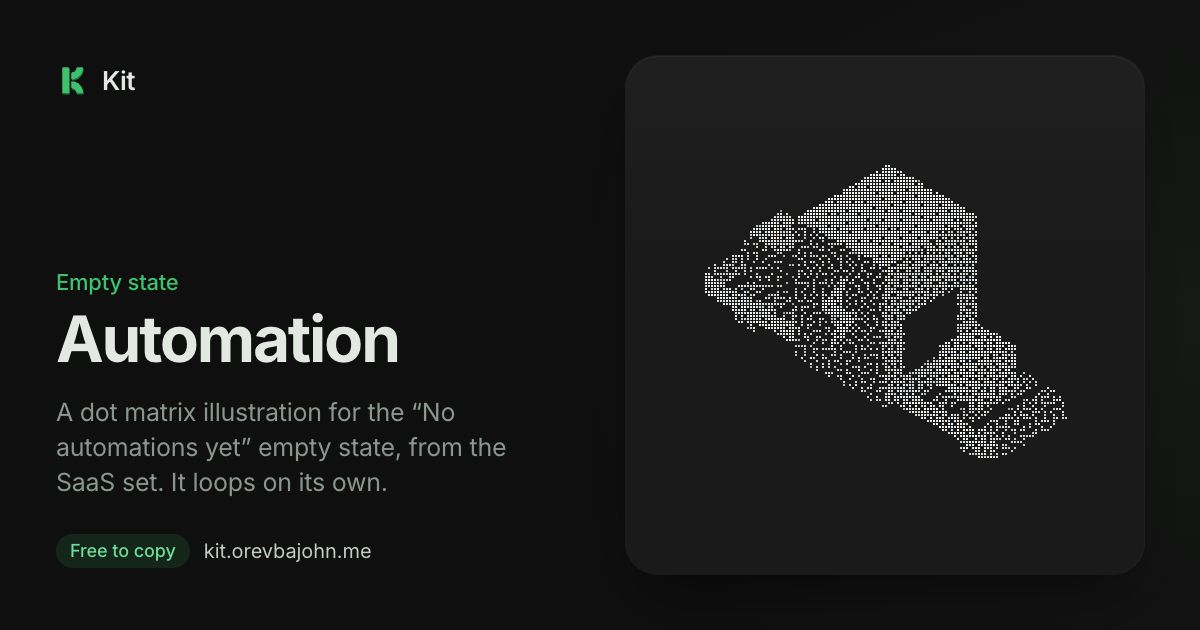 Kit
Empty state
Automation
A dot matrix illustration for the “No
automations yet” empty state, from the
SaaS set. It loops on its own.
Free to copy kit.orevbajohn.me